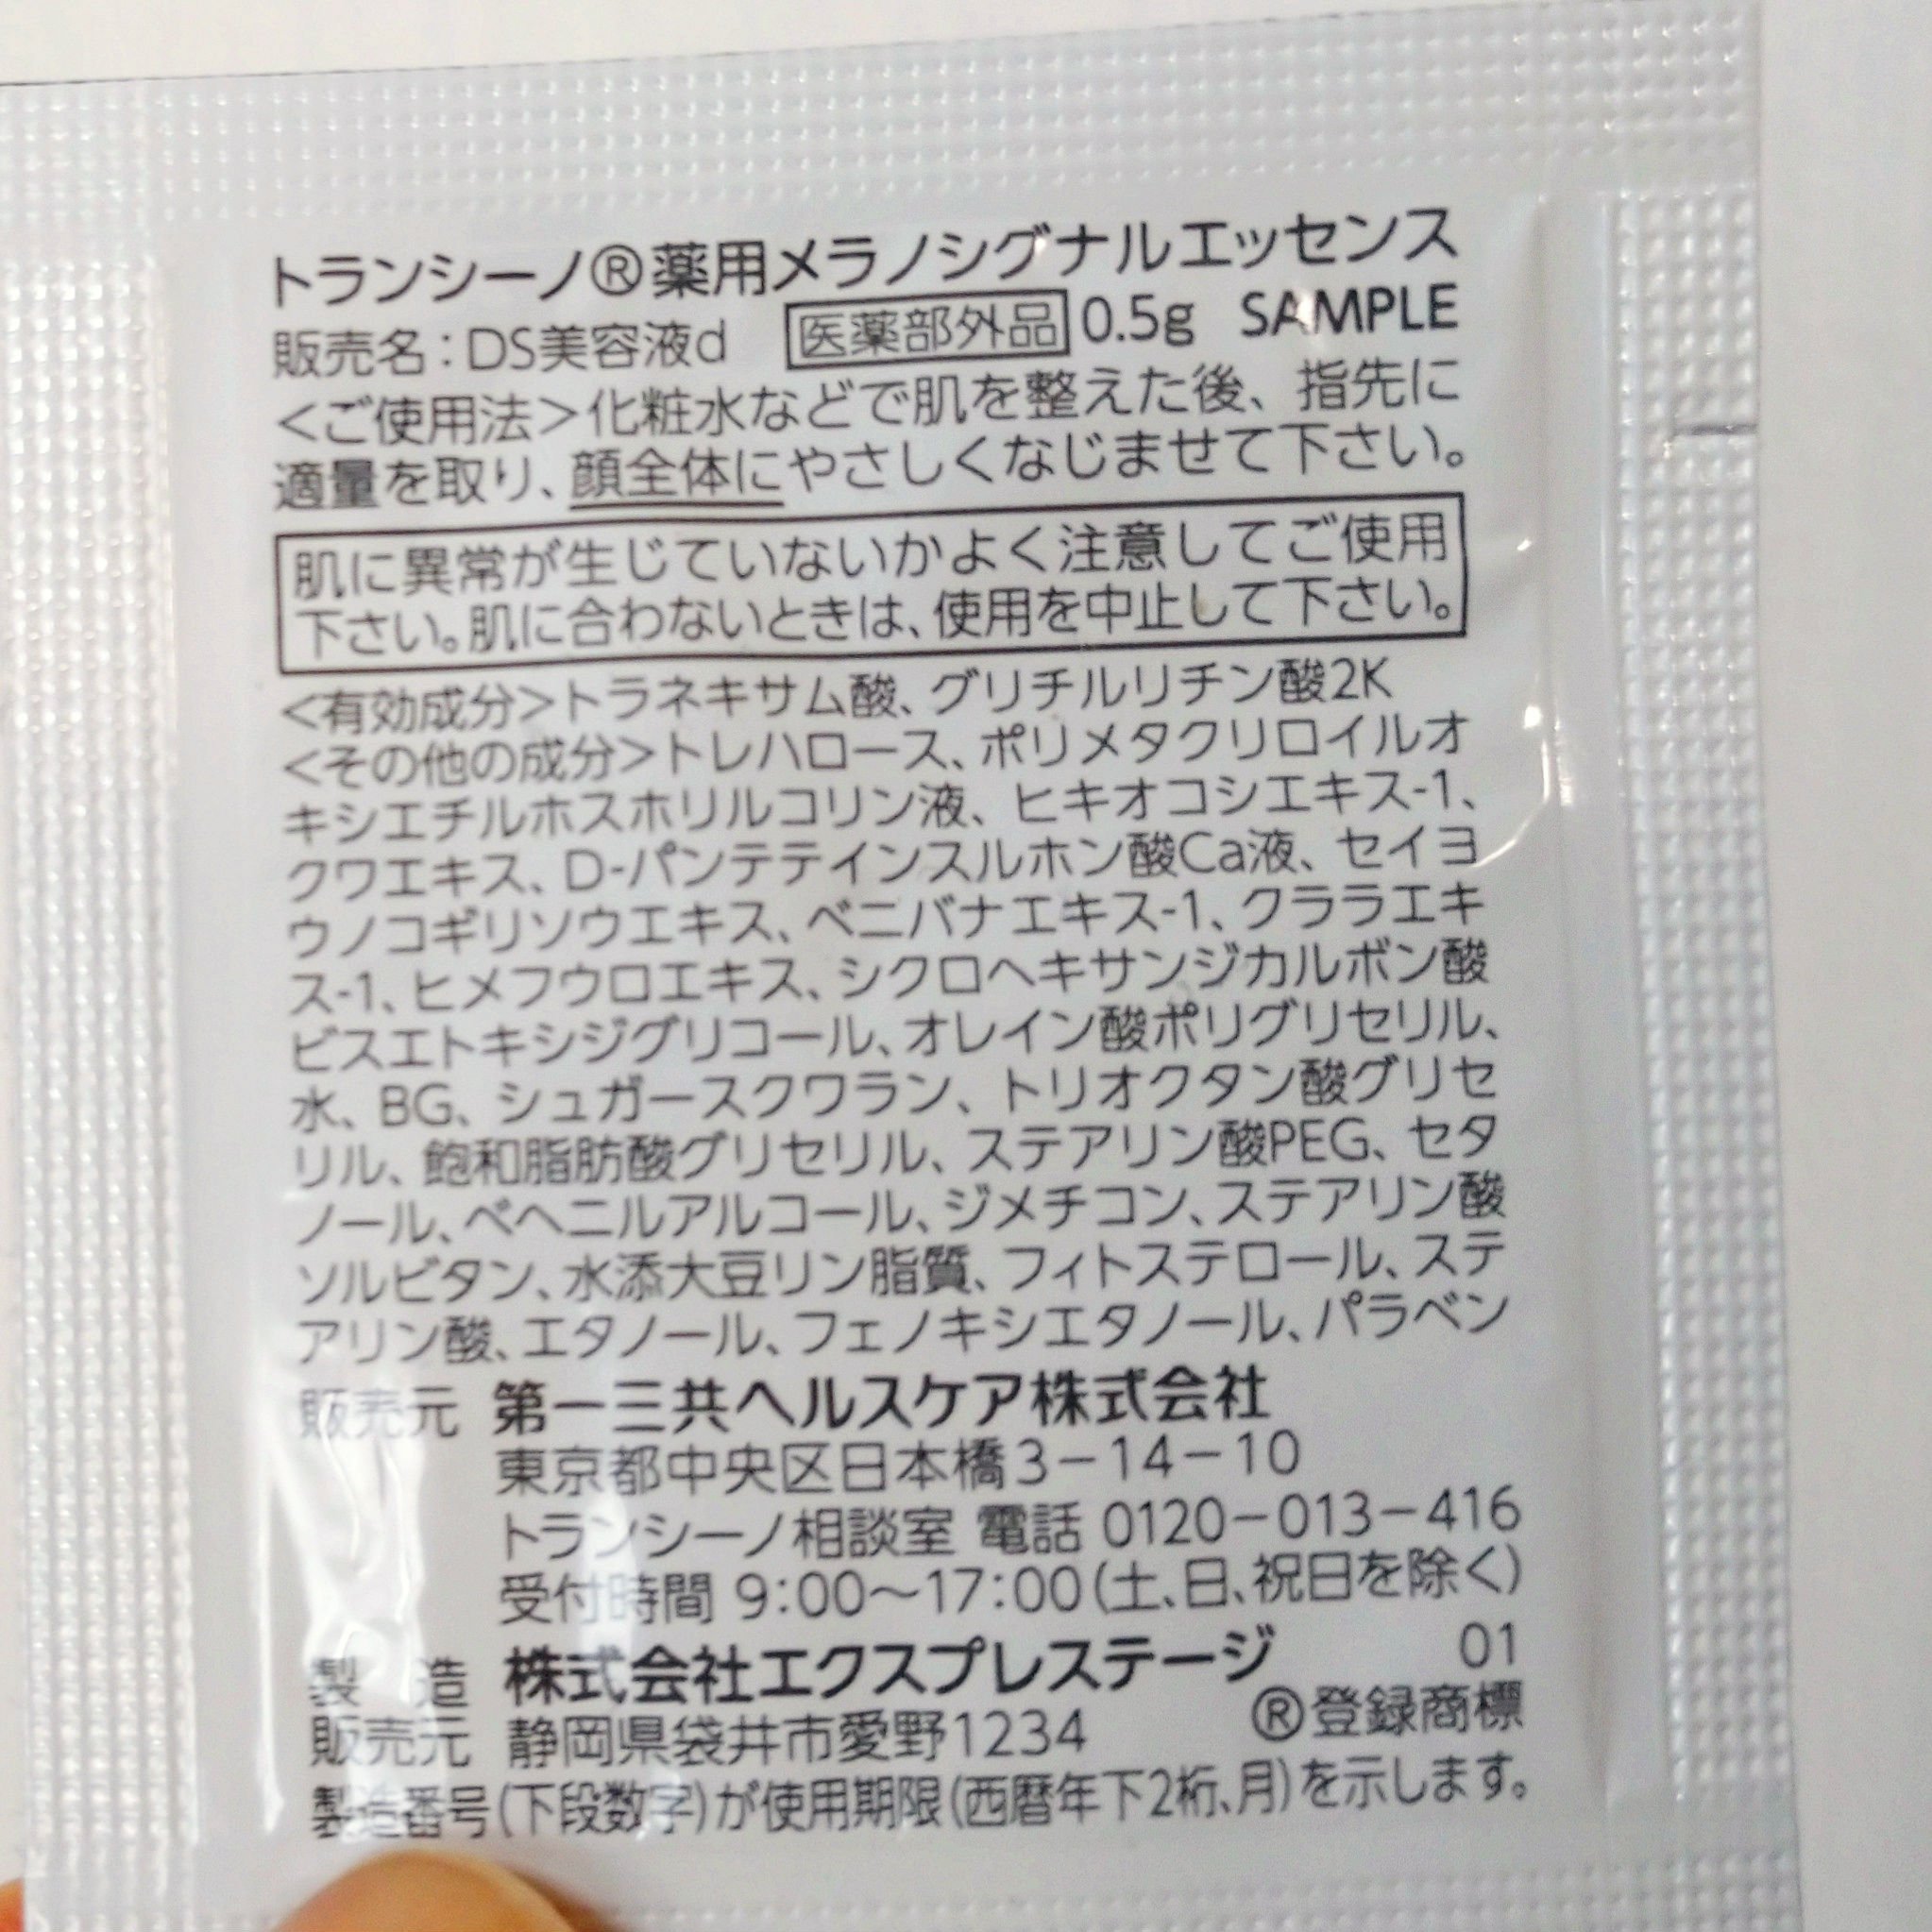 トランシーノ®薬用メラノシグナルエッセンス
販売名：DS美容液d 医薬部外品 0.5g SAMPLE
＜ご使用法＞化粧水などで肌を整えた後、指先に
適量を取り、顔全体にやさしくなじませて下さい。
肌に異常が生じていないかよく注意してご使用
下さい。肌に合わないときは、使用を中止して下さい。
＜有効成分＞トラネキサム酸、グリチルリチン酸2K
＜その他の成分＞トレハロース、ポリメタクリロイルオ
キシエチルホスホリルコリン液、ヒキオコシエキス-1、
クワエキス、D-パンテテインスルホン酸Ca液、セイヨ
ウノコギリソウエキス、ベニバナエキス-1、クララエキ
ス-1、ヒメフウロエキス、シクロヘキサンジカルボン酸
ビスエトキシジグリコール、オレイン酸ポリグリセリル、
水、BG、シュガースクワラン、トリオクタン酸グリセ
リル、飽和脂肪酸グリセリル、ステアリン酸PEG、セタ
ノール、ベヘニルアルコール、ジメチコン、ステアリン酸
ソルビタン、水添大豆リン脂質、フィトステロール、ステ
アリン酸、エタノール、フェノキシエタノール、パラベン
販売元 第一三共ヘルスケア株式会社
東京都中央区日本橋3－14－10
トランシーノ相談室 電話 0120－013－416
受付時間 9：00～17：00（土、日、祝日を除く）
製 造 株式会社エクスプレステージ 01
販売元 静岡県袋井市愛野1234 ®登録商標
製造番号（下段数字）が使用期限（西暦年下2桁、月）を示します。